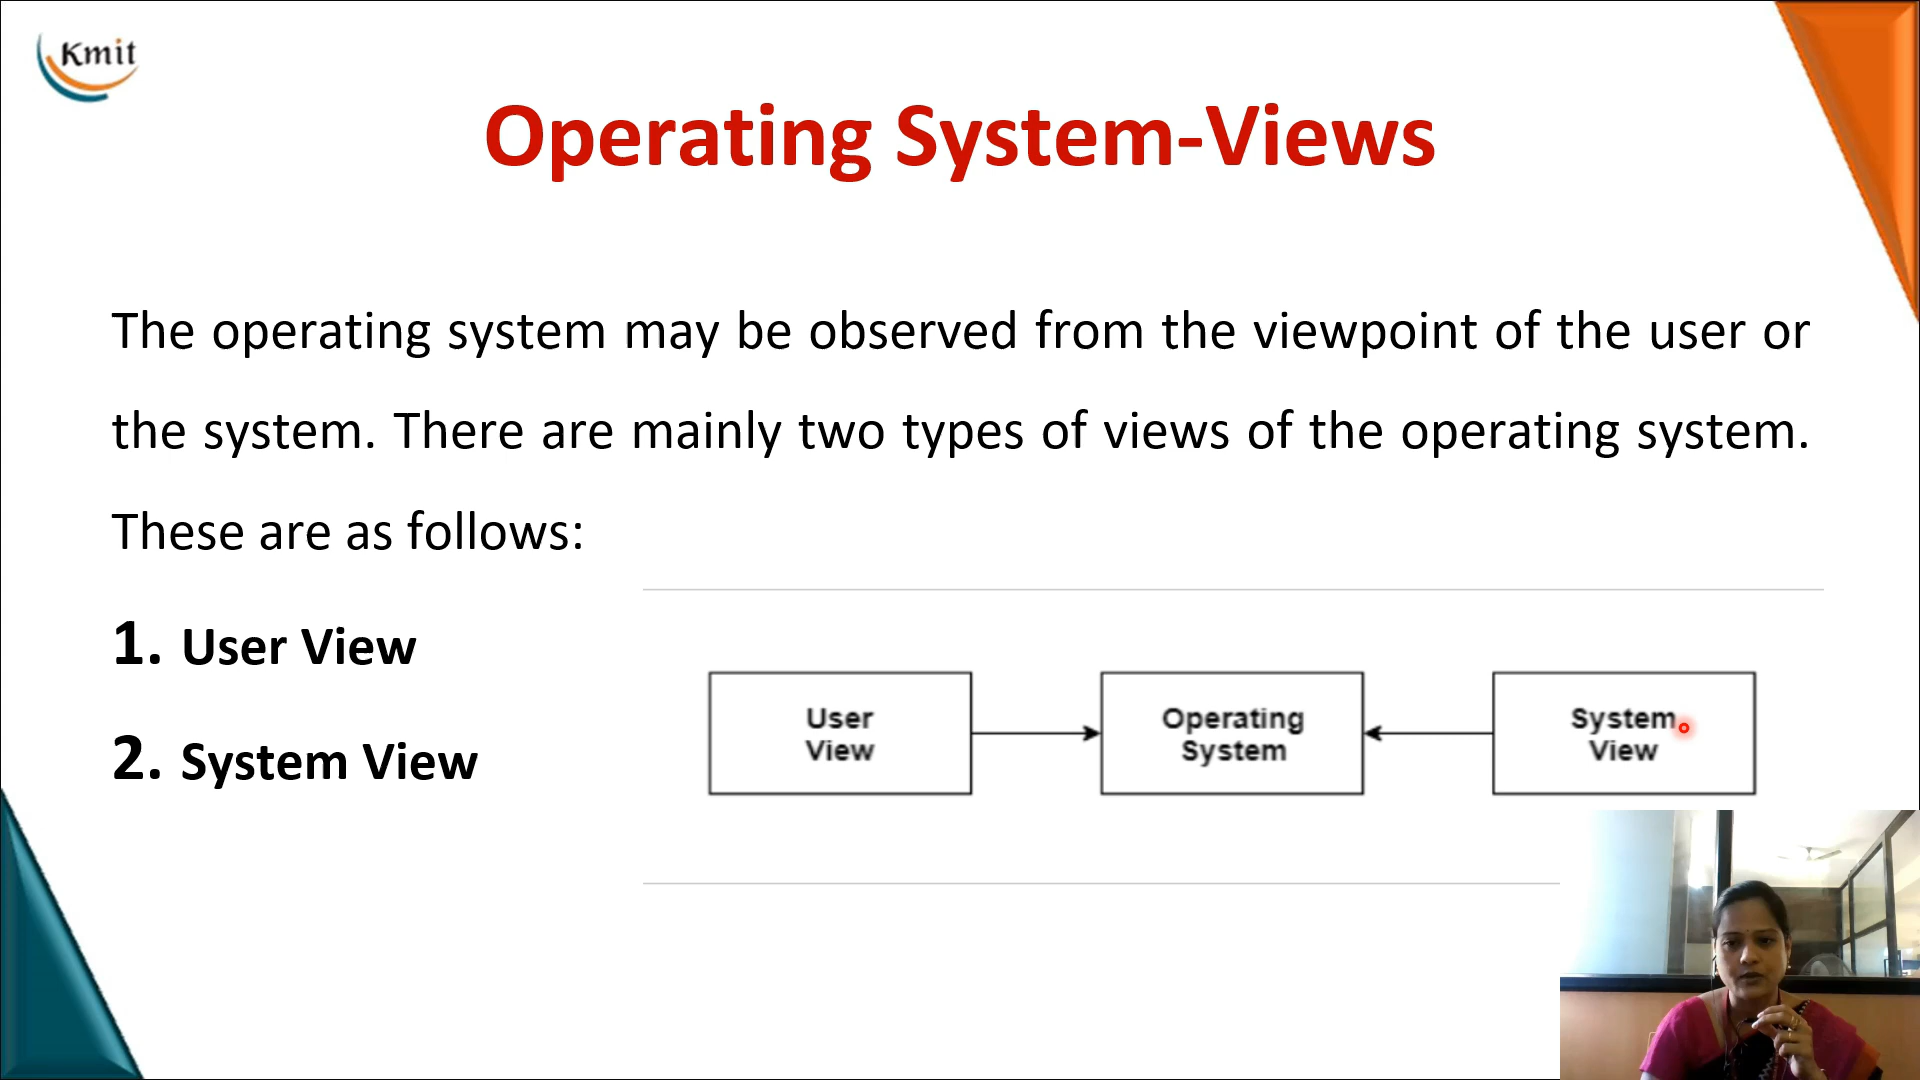 Kmit
Operating System-Views
The operating system may be observed from the viewpoint of the user or
the system. There are mainly two types of views of the operating system.
These are as follows:
1. User View
2. System View
User
View
Operating
System
System
View